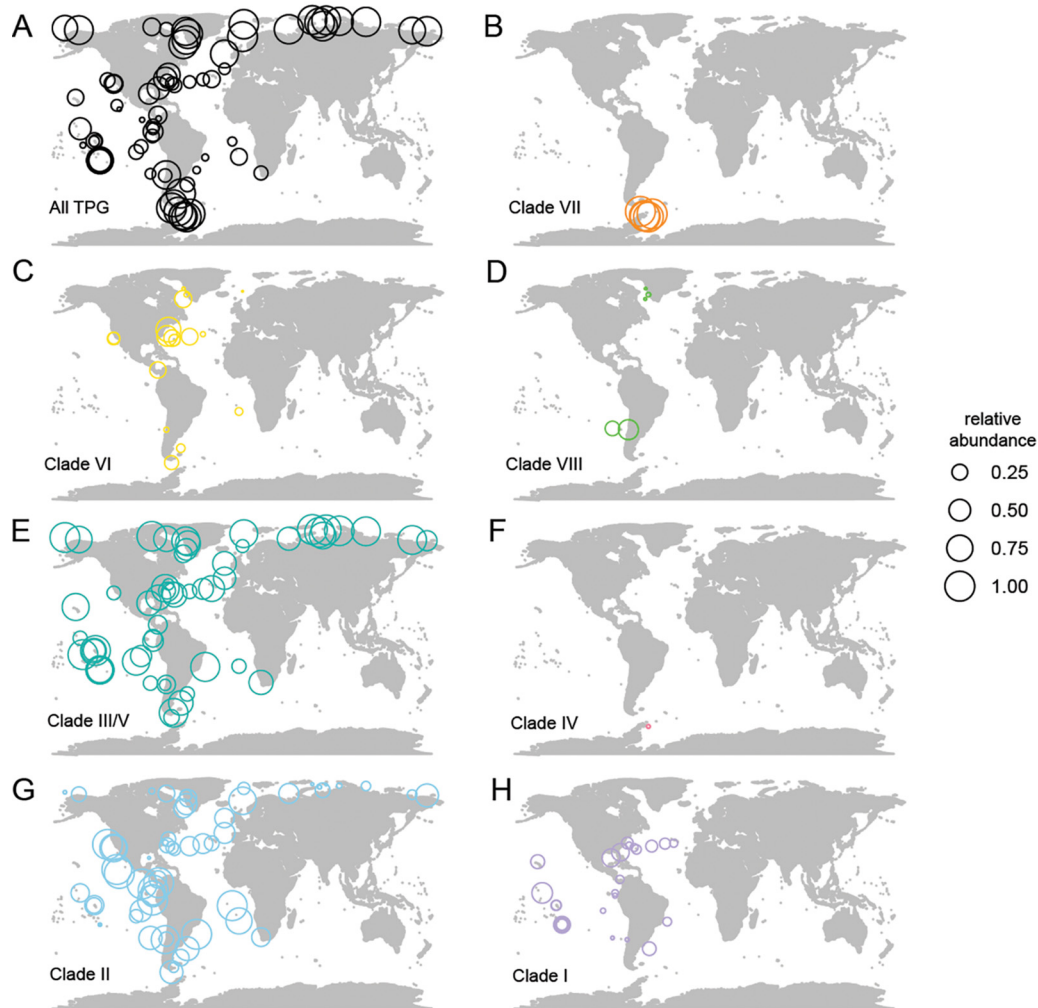 A
All TPG
B
Clade VII
C
Clade VI
D
Clade VIII
relative
abundance
0.25
0.50
0.75
1.00
E
Clade III/V
F
Clade IV
G
Clade II
H
Clade I